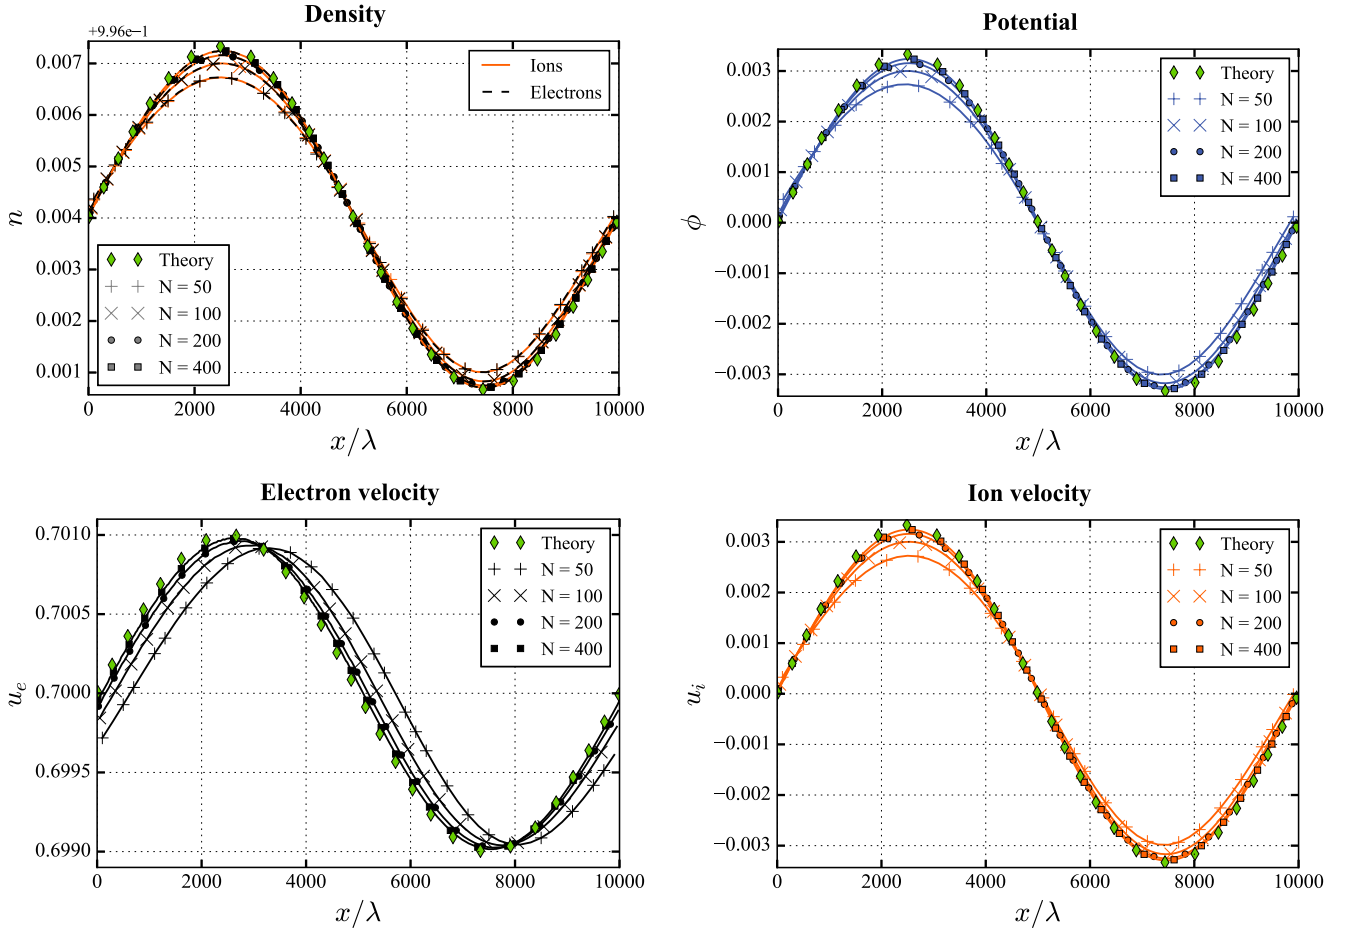 Density
+9.96e−1
0.007
0.006
0.005
0.004
0.003
0.002
0.001
n
Ions
Electrons
Theory
N = 50
N = 100
N = 200
N = 400
0 2000 4000 6000 8000 10000
x/λ
Potential
0.003
0.002
0.001
0.000
−0.001
−0.002
−0.003
ϕ
Theory
N = 50
N = 100
N = 200
N = 400
0 2000 4000 6000 8000 10000
x/λ
Electron velocity
0.7010
0.7005
0.7000
0.6995
0.6990
u_e
Theory
N = 50
N = 100
N = 200
N = 400
0 2000 4000 6000 8000 10000
x/λ
Ion velocity
0.003
0.002
0.001
0.000
−0.001
−0.002
−0.003
u_i
Theory
N = 50
N = 100
N = 200
N = 400
0 2000 4000 6000 8000 10000
x/λ